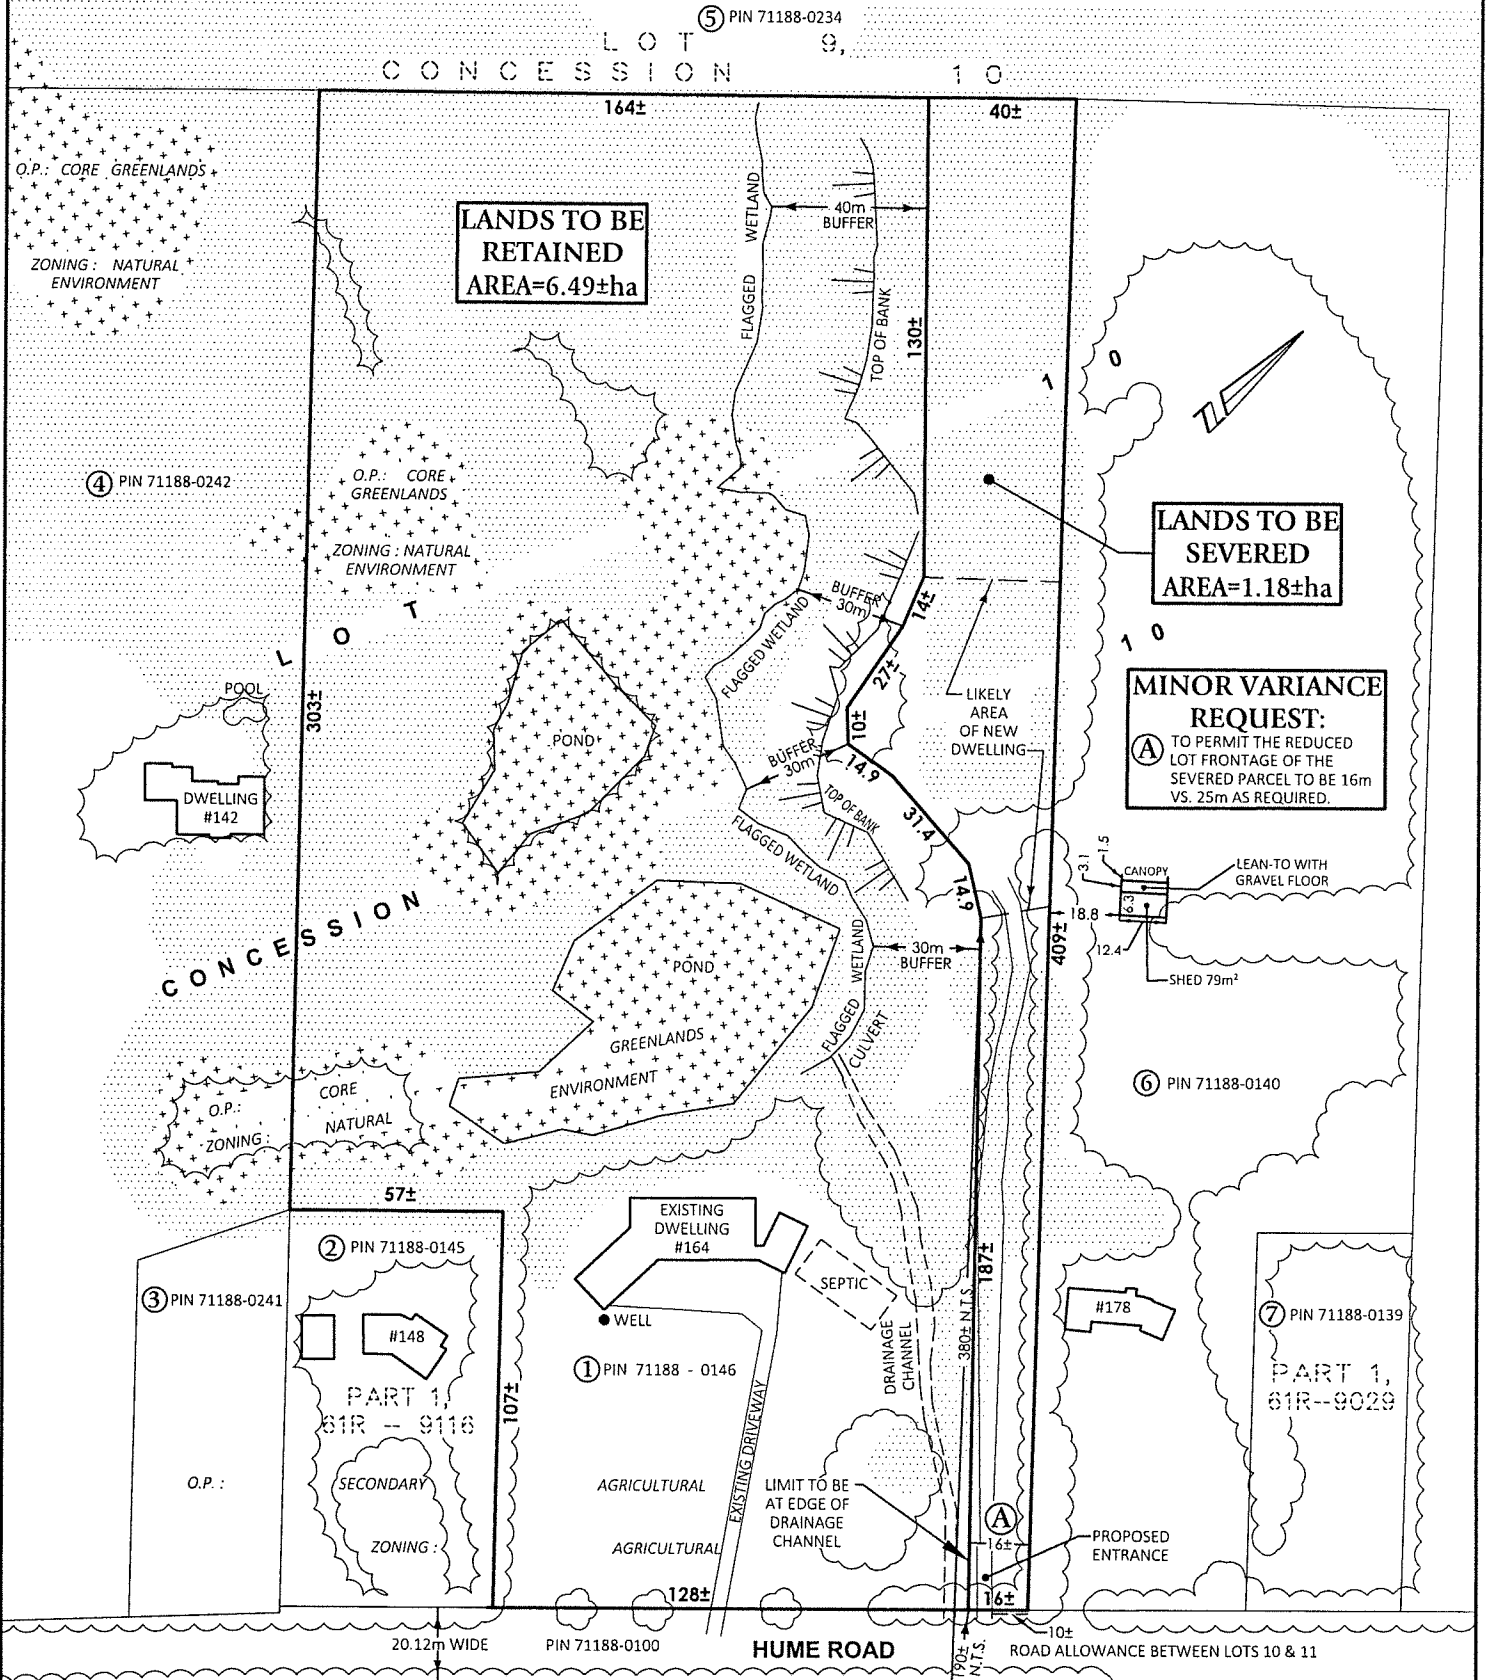 ⑤ PIN 71188-0234
LOT 9,
CONCESSION 10
164±
40±
O.P.: CORE GREENLANDS
ZONING : NATURAL
ENVIRONMENT
LANDS TO BE
RETAINED
AREA=6.49±ha
FLAGGED WETLAND
40m
BUFFER
TOP OF BANK
130±
1 0
④ PIN 71188-0242
O.P.: CORE
GREENLANDS
ZONING : NATURAL
ENVIRONMENT
LANDS TO BE
SEVERED
AREA=1.18±ha
BUFFER
30m
14±
FLAGGED WETLAND
27±
10±
LOT
1 0
303±
POOL
DWELLING
#142
POND
LIKELY
AREA
OF NEW
DWELLING
MINOR VARIANCE
REQUEST:
Ⓐ TO PERMIT THE REDUCED
LOT FRONTAGE OF THE
SEVERED PARCEL TO BE 16m
VS. 25m AS REQUIRED.
BUFFER
30m
14.9
TOP OF BANK
31.4
FLAGGED WETLAND
14.9
3.1
1.5
CANOPY
LEAN-TO WITH
GRAVEL FLOOR
6.3
18.8
12.4
SHED 79m²
409±
CONCESSION
POND
30m
BUFFER
FLAGGED WETLAND
CULVERT
GREENLANDS
ENVIRONMENT
CORE
O.P.:
NATURAL
ZONING :
⑥ PIN 71188-0140
57±
② PIN 71188-0145
EXISTING
DWELLING
#164
SEPTIC
187±
380± N.T.S.
③ PIN 71188-0241
#148
WELL
#178
⑦ PIN 71188-0139
① PIN 71188 - 0146
DRAINAGE
CHANNEL
PART 1,
61R -- 9116
107±
PART 1,
61R--9029
EXISTING DRIVEWAY
O.P. :
SECONDARY
AGRICULTURAL
LIMIT TO BE
AT EDGE OF
DRAINAGE
CHANNEL
Ⓐ
16±
PROPOSED
ENTRANCE
ZONING :
AGRICULTURAL
128±
16±
10±
20.12m WIDE
PIN 71188-0100
HUME ROAD
190±
N.T.S.
ROAD ALLOWANCE BETWEEN LOTS 10 & 11